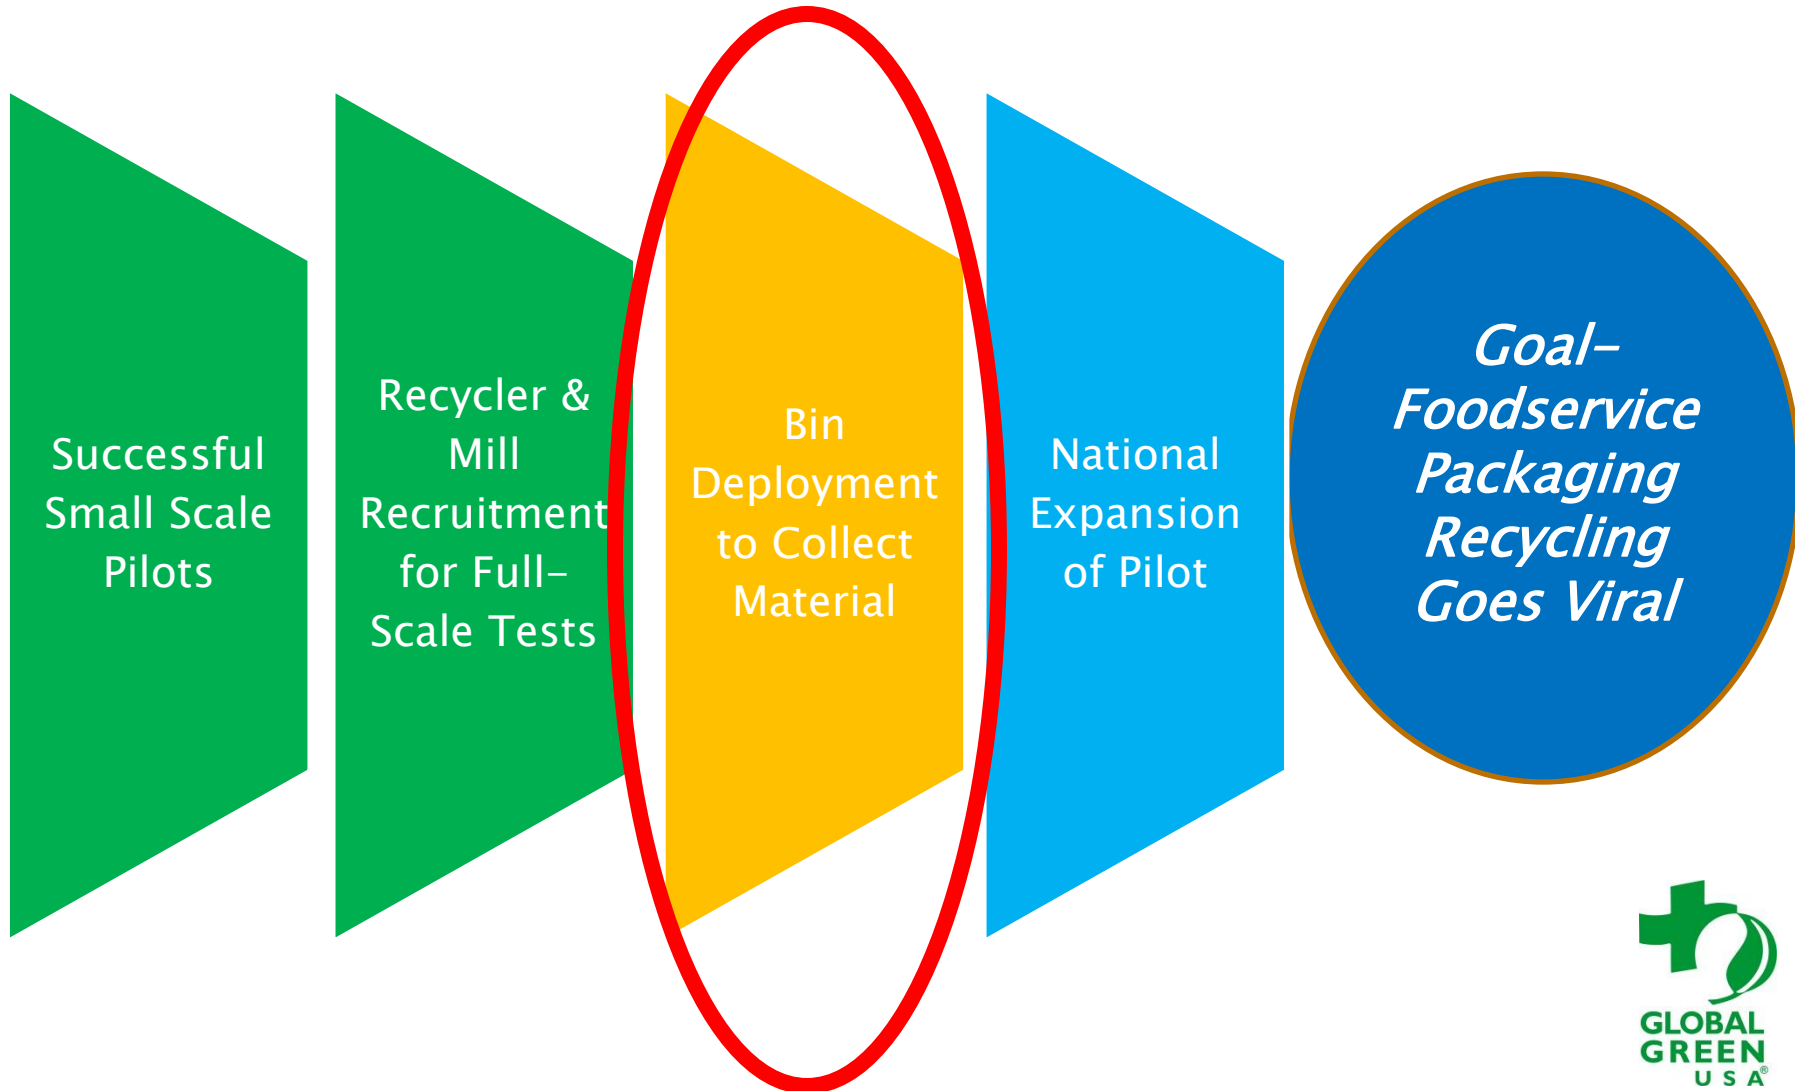 Successful
Small Scale
Pilots
Recycler &
Mill
Recruitment
for Full–
Scale Tests
Bin
Deployment
to Collect
Material
National
Expansion
of Pilot
Goal–
Foodservice
Packaging
Recycling
Goes Viral
GLOBAL
GREEN
USA®